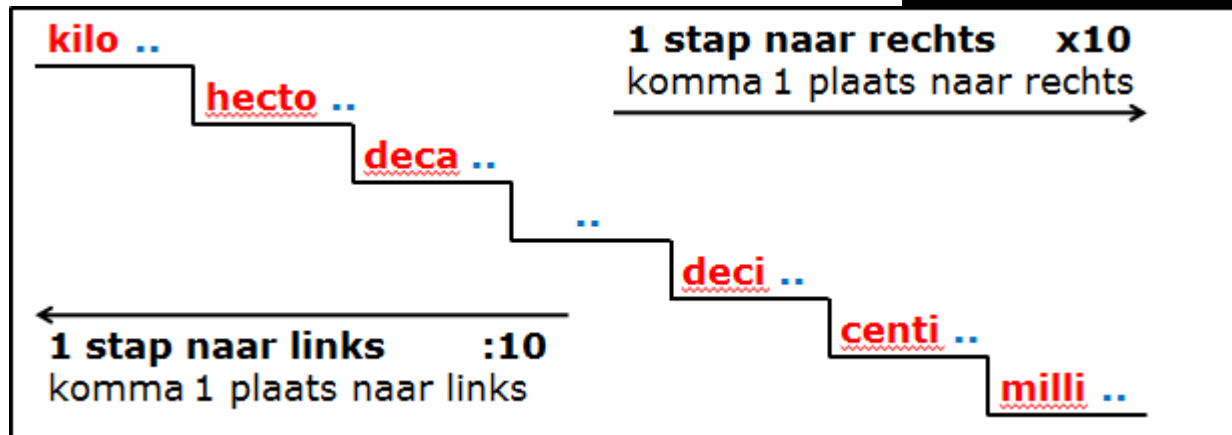 kilo ..
1 stap naar rechts x10
komma 1 plaats naar rechts
hecto ..
deca ..
..
deci ..
1 stap naar links :10
komma 1 plaats naar links
centi ..
milli ..